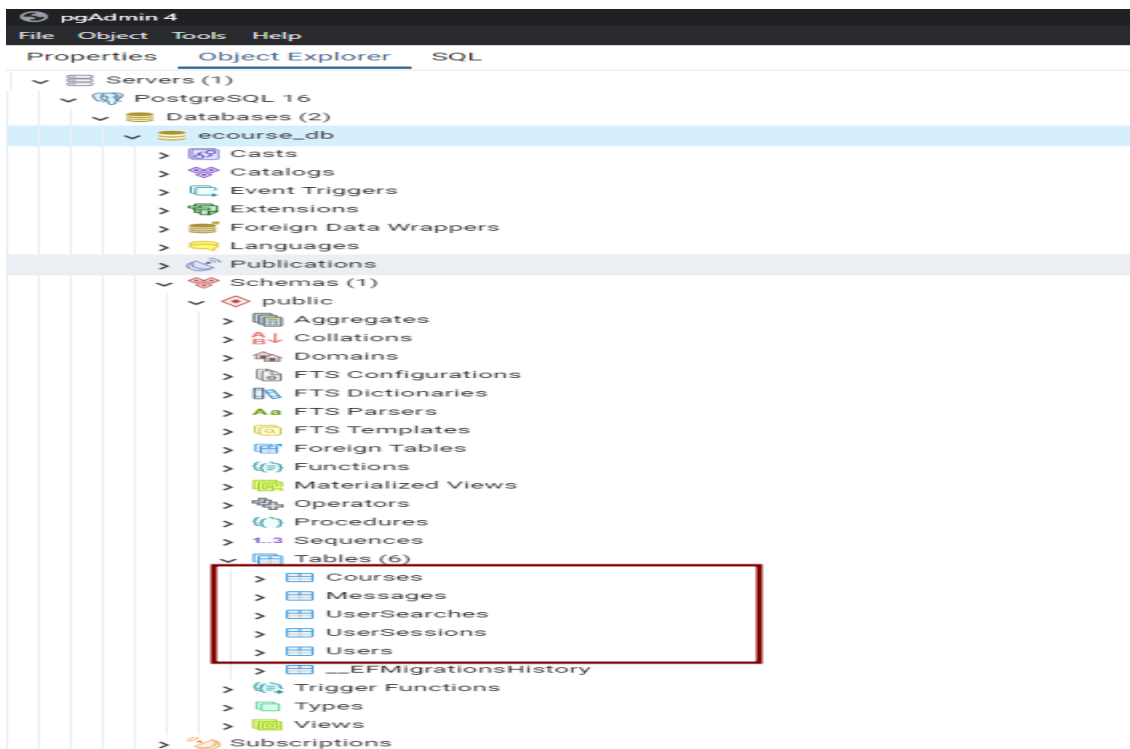 pgAdmin 4
File Object Tools Help
Properties Object Explorer SQL
Servers (1)
PostgreSQL 16
Databases (2)
ecourse_db
Casts
Catalogs
Event Triggers
Extensions
Foreign Data Wrappers
Languages
Publications
Schemas (1)
public
Aggregates
Collations
Domains
FTS Configurations
FTS Dictionaries
Aa FTS Parsers
FTS Templates
Foreign Tables
Functions
Materialized Views
Operators
Procedures
1..3 Sequences
Tables (6)
Courses
Messages
UserSearches
UserSessions
Users
__EFMigrationsHistory
Trigger Functions
Types
Views
Subscriptions